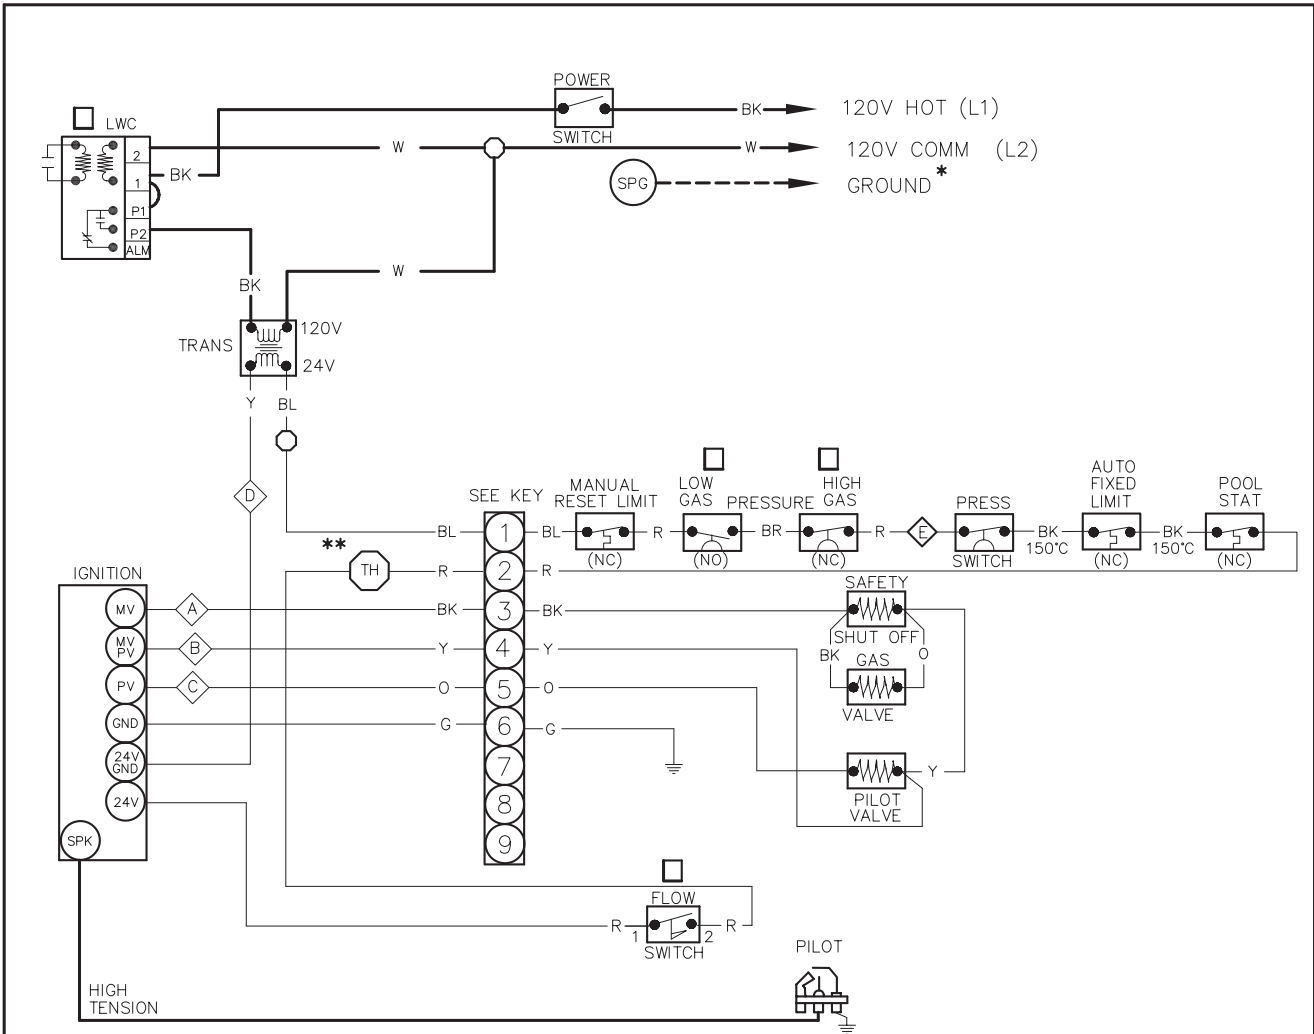 POWER
BK
120V HOT (L1)
SWITCH
LWC
2
W
W
120V COMM (L2)
1
BK
SPG
GROUND*
P1
P2
ALM
W
BK
TRANS
120V
24V
Y
BL
D
SEE KEY
MANUAL
RESET LIMIT
LOW
GAS
PRESSURE
HIGH
GAS
PRESS
AUTO
FIXED
LIMIT
POOL
STAT
BL
1
BL
R
BR
R
E
BK
150°C
BK
150°C
(NC)
(NO)
(NC)
SWITCH
(NC)
(NC)
**
TH
R
2
R
IGNITION
SAFETY
MV
A
BK
3
BK
SHUT OFF
MV
PV
B
Y
4
Y
BK
O
GAS
PV
C
O
5
O
VALVE
GND
G
6
G
24V
GND
7
Y
24V
8
PILOT
VALVE
SPK
9
FLOW
R
1
2
R
SWITCH
PILOT
HIGH
TENSION